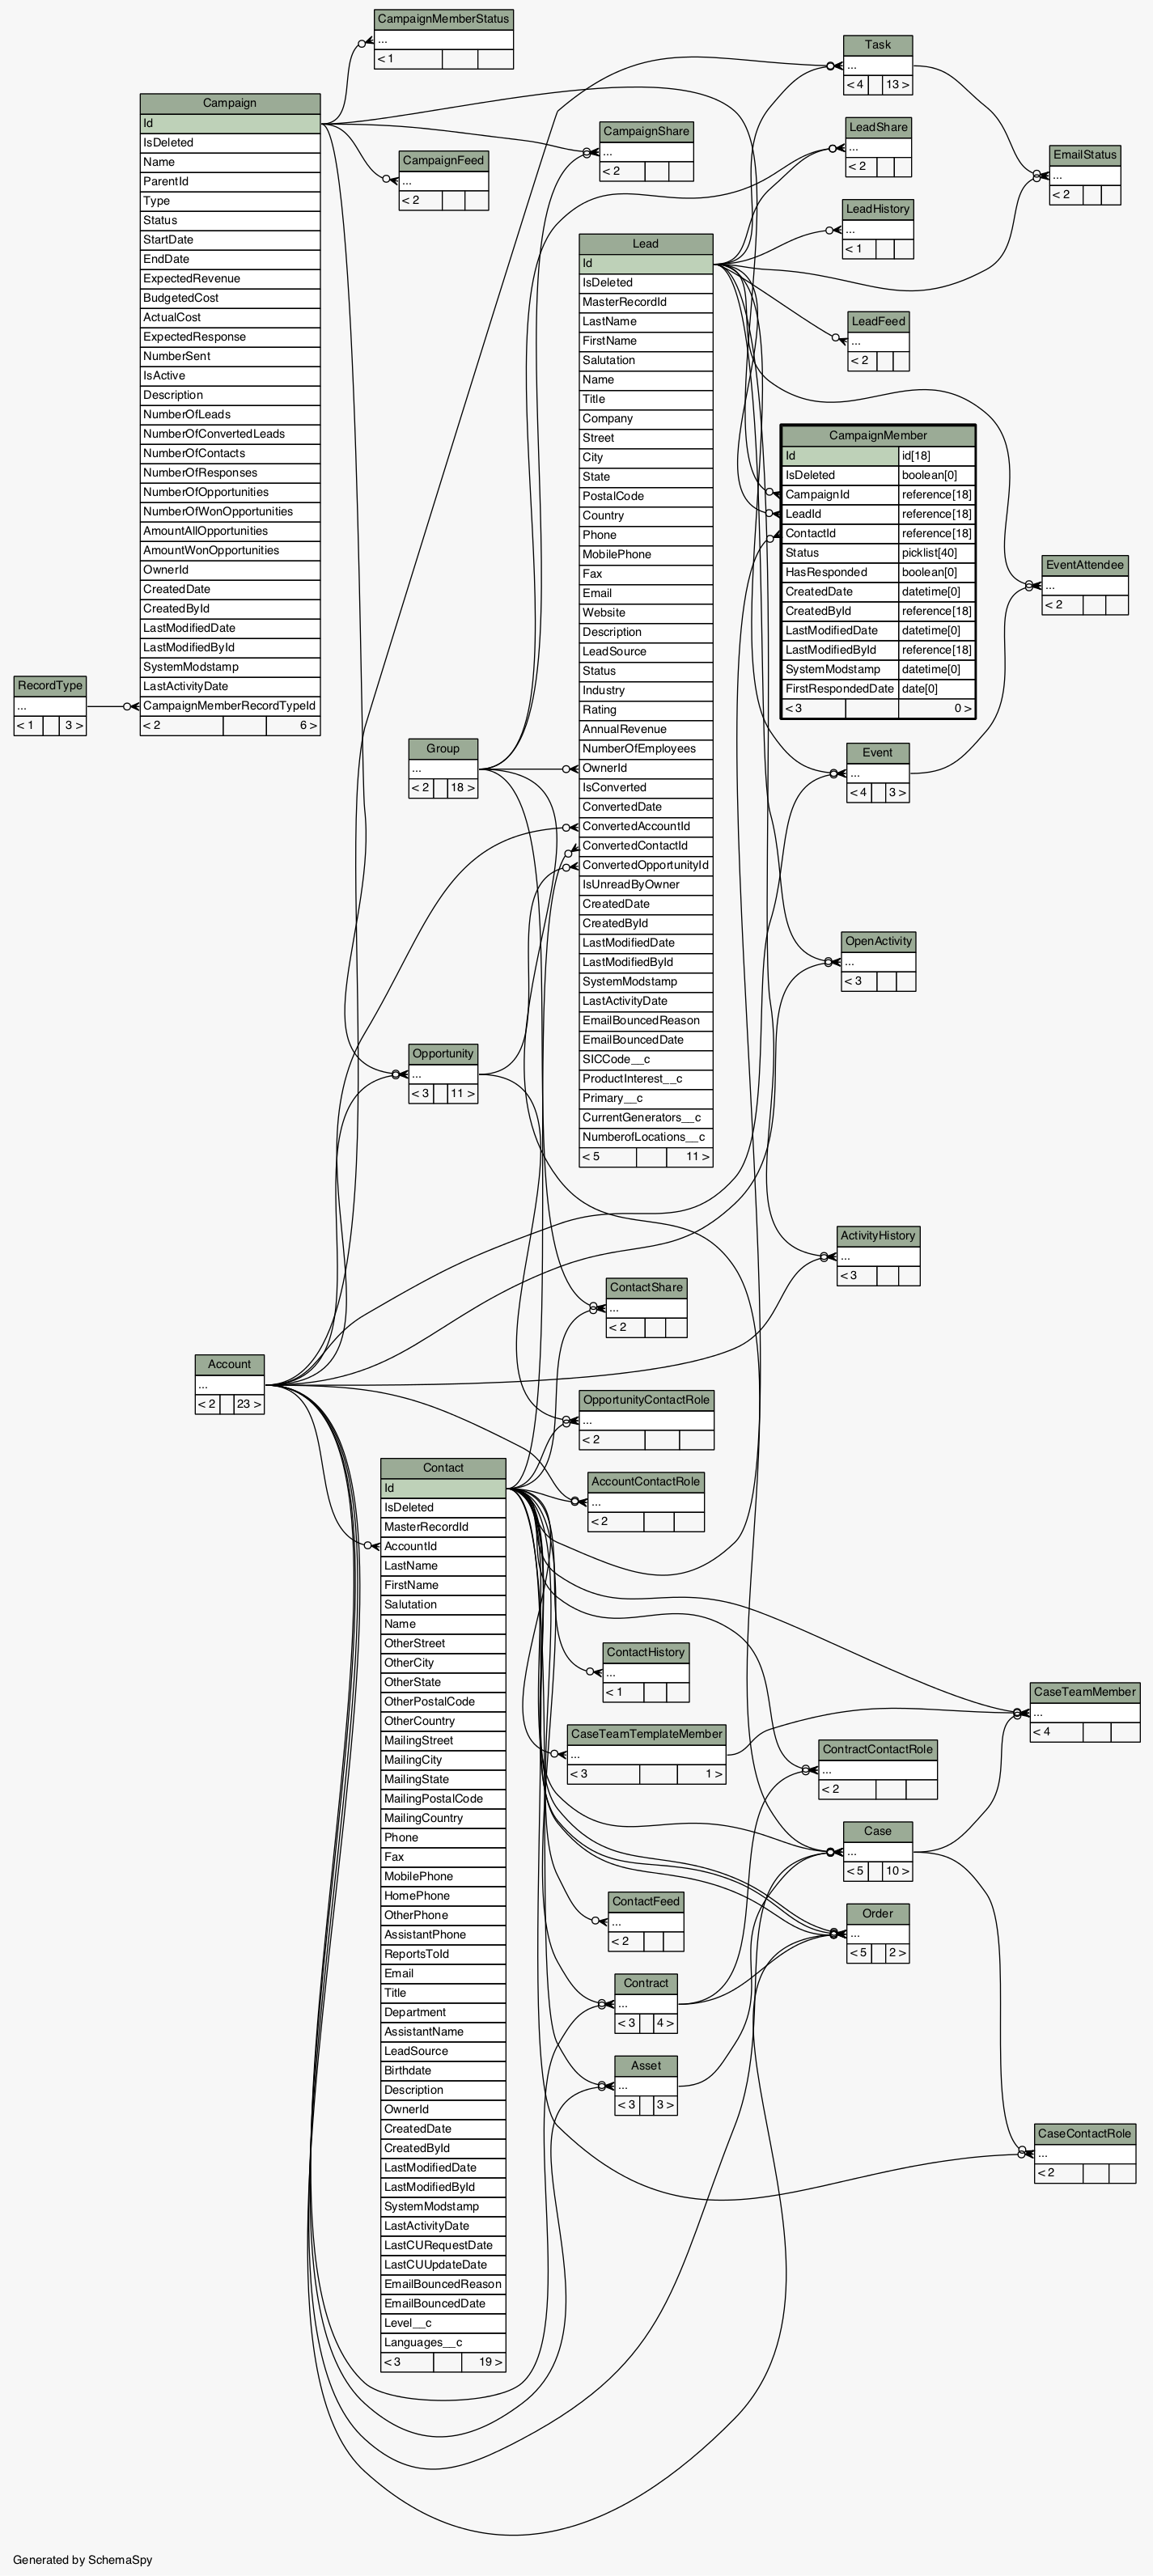 CampaignMemberStatus
...
< 1
Campaign
Id
IsDeleted
Name
ParentId
Type
Status
StartDate
EndDate
ExpectedRevenue
BudgetedCost
ActualCost
ExpectedResponse
NumberSent
IsActive
Description
NumberOfLeads
NumberOfConvertedLeads
NumberOfContacts
NumberOfResponses
NumberOfOpportunities
NumberOfWonOpportunities
AmountAllOpportunities
AmountWonOpportunities
OwnerId
CreatedDate
CreatedById
LastModifiedDate
LastModifiedById
SystemModstamp
LastActivityDate
CampaignMemberRecordTypeId
< 2 6 >
CampaignFeed
...
< 2
CampaignShare
...
< 2
Task
...
< 4 13 >
LeadShare
...
< 2
EmailStatus
...
< 2
LeadHistory
...
< 1
LeadFeed
...
< 2
Lead
Id
IsDeleted
MasterRecordId
LastName
FirstName
Salutation
Name
Title
Company
Street
City
State
PostalCode
Country
Phone
MobilePhone
Fax
Email
Website
Description
LeadSource
Status
Industry
Rating
AnnualRevenue
NumberOfEmployees
OwnerId
IsConverted
ConvertedDate
ConvertedAccountId
ConvertedContactId
ConvertedOpportunityId
IsUnreadByOwner
CreatedDate
CreatedById
LastModifiedDate
LastModifiedById
SystemModstamp
LastActivityDate
EmailBouncedReason
EmailBouncedDate
SICCode__c
ProductInterest__c
Primary__c
CurrentGenerators__c
NumberofLocations__c
< 5 11 >
CampaignMember
Id id[18]
IsDeleted boolean[0]
CampaignId reference[18]
LeadId reference[18]
ContactId reference[18]
Status picklist[40]
HasResponded boolean[0]
CreatedDate datetime[0]
CreatedById reference[18]
LastModifiedDate datetime[0]
LastModifiedById reference[18]
SystemModstamp datetime[0]
FirstRespondedDate date[0]
< 3 0 >
EventAttendee
...
< 2
RecordType
...
< 1 3 >
Group
...
< 2 18 >
Event
...
< 4 3 >
OpenActivity
...
< 3
Opportunity
...
< 3 11 >
ActivityHistory
...
< 3
ContactShare
...
< 2
Account
...
< 2 23 >
OpportunityContactRole
...
< 2
AccountContactRole
...
< 2
Contact
Id
IsDeleted
MasterRecordId
AccountId
LastName
FirstName
Salutation
Name
OtherStreet
OtherCity
OtherState
OtherPostalCode
OtherCountry
MailingStreet
MailingCity
MailingState
MailingPostalCode
MailingCountry
Phone
Fax
MobilePhone
HomePhone
OtherPhone
AssistantPhone
ReportsToId
Email
Title
Department
AssistantName
LeadSource
Birthdate
Description
OwnerId
CreatedDate
CreatedById
LastModifiedDate
LastModifiedById
SystemModstamp
LastActivityDate
LastCURequestDate
LastCUUpdateDate
EmailBouncedReason
EmailBouncedDate
Level__c
Languages__c
< 3 19 >
ContactHistory
...
< 1
CaseTeamTemplateMember
...
< 3 1 >
CaseTeamMember
...
< 4
ContractContactRole
...
< 2
Case
...
< 5 10 >
ContactFeed
...
< 2
Order
...
< 5 2 >
Contract
...
< 3 4 >
Asset
...
< 3 3 >
CaseContactRole
...
< 2
Generated by SchemaSpy